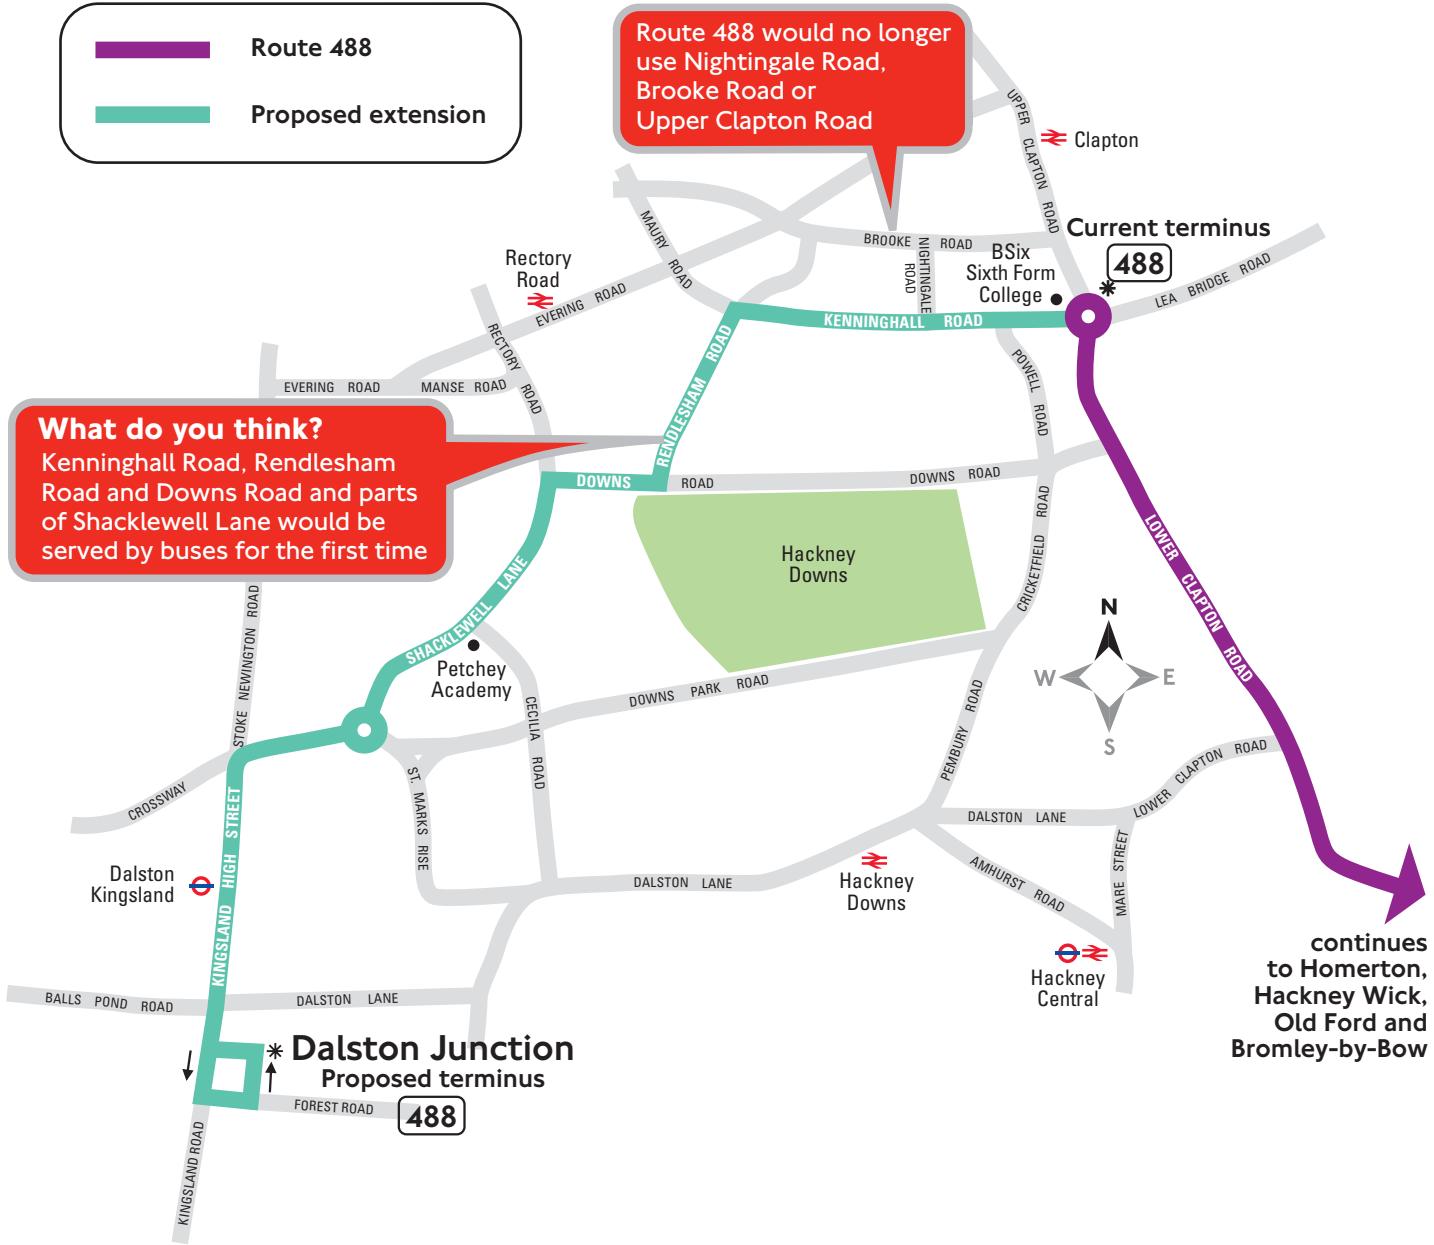 Route 488
Proposed extension
Route 488 would no longer
use Nightingale Road,
Brooke Road or
Upper Clapton Road
UPPER CLAPTON ROAD
Clapton
MAURY ROAD
BROOKE ROAD
NIGHTINGALE
ROAD
Current terminus
488
BSix
Sixth Form
College
LEA BRIDGE ROAD
Rectory
Road
EVERING ROAD
RECTORY ROAD
KENNINGHALL ROAD
RENDLESHAM ROAD
POWELL ROAD
EVERING ROAD
MANSE ROAD
What do you think?
Kenninghall Road, Rendlesham
Road and Downs Road and parts
of Shacklewell Lane would be
served by buses for the first time
DOWNS ROAD
DOWNS ROAD
Hackney
Downs
CRICKETFIELD ROAD
LOWER CLAPTON ROAD
SHACKLEWELL LANE
STOKE NEWINGTON ROAD
Petchey
Academy
N
W
E
S
DOWNS PARK ROAD
CECILIA ROAD
PEMBURY ROAD
CROSSWAY
ST. MARKS RISE
LOWER CLAPTON ROAD
DALSTON LANE
KINGSLAND HIGH STREET
Dalston
Kingsland
DALSTON LANE
Hackney
Downs
AMHURST ROAD
MARE STREET
Hackney
Central
continues
to Homerton,
Hackney Wick,
Old Ford and
Bromley-by-Bow
BALLS POND ROAD
DALSTON LANE
Dalston Junction
Proposed terminus
488
FOREST ROAD
KINGSLAND ROAD